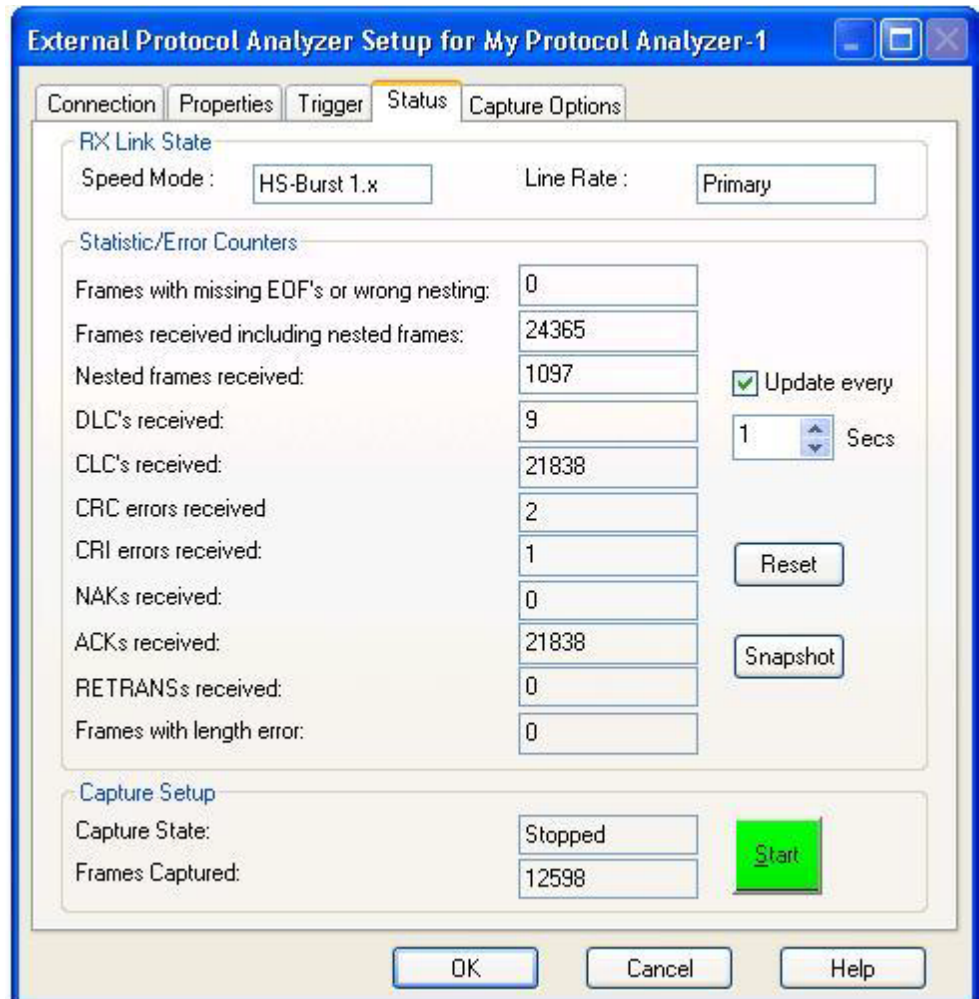 External Protocol Analyzer Setup for My Protocol Analyzer-1
Connection Properties Trigger Status Capture Options
RX Link State
Speed Mode : HS-Burst 1.x Line Rate : Primary
Statistic/Error Counters
Frames with missing EOF's or wrong nesting: 0
Frames received including nested frames: 24365
Nested frames received: 1097
Update every
DLC's received: 9
1 Secs
CLC's received: 21838
CRC errors received 2
CRI errors received: 1
Reset
NAKs received: 0
ACKs received: 21838
Snapshot
RETRANSs received: 0
Frames with length error: 0
Capture Setup
Capture State: Stopped
Start
Frames Captured: 12598
OK Cancel Help